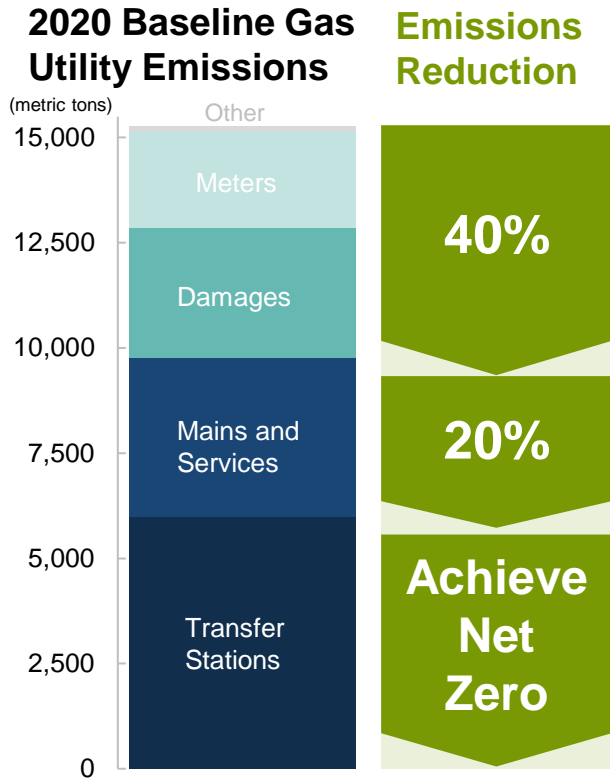 2020 Baseline Gas
Utility Emissions
(metric tons)
Emissions
Reduction
15,000
12,500
10,000
7,500
5,000
2,500
0
Other
Meters
Damages
Mains and
Services
Transfer
Stations
40%
20%
Achieve
Net
Zero